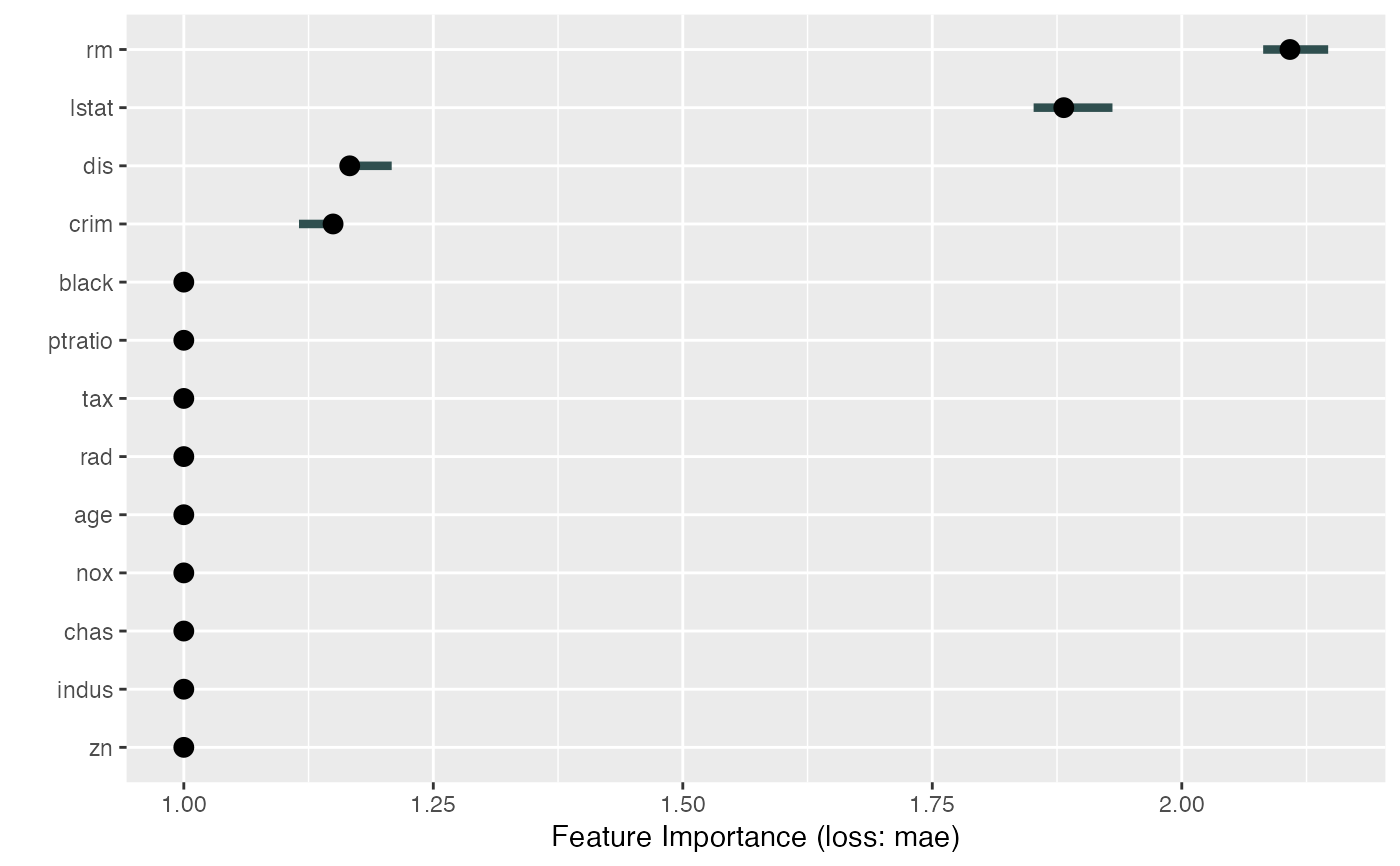 rm
lstat
dis
crim
black
ptratio
tax
rad
age
nox
chas
indus
zn
1.00 1.25 1.50 1.75 2.00
Feature Importance (loss: mae)